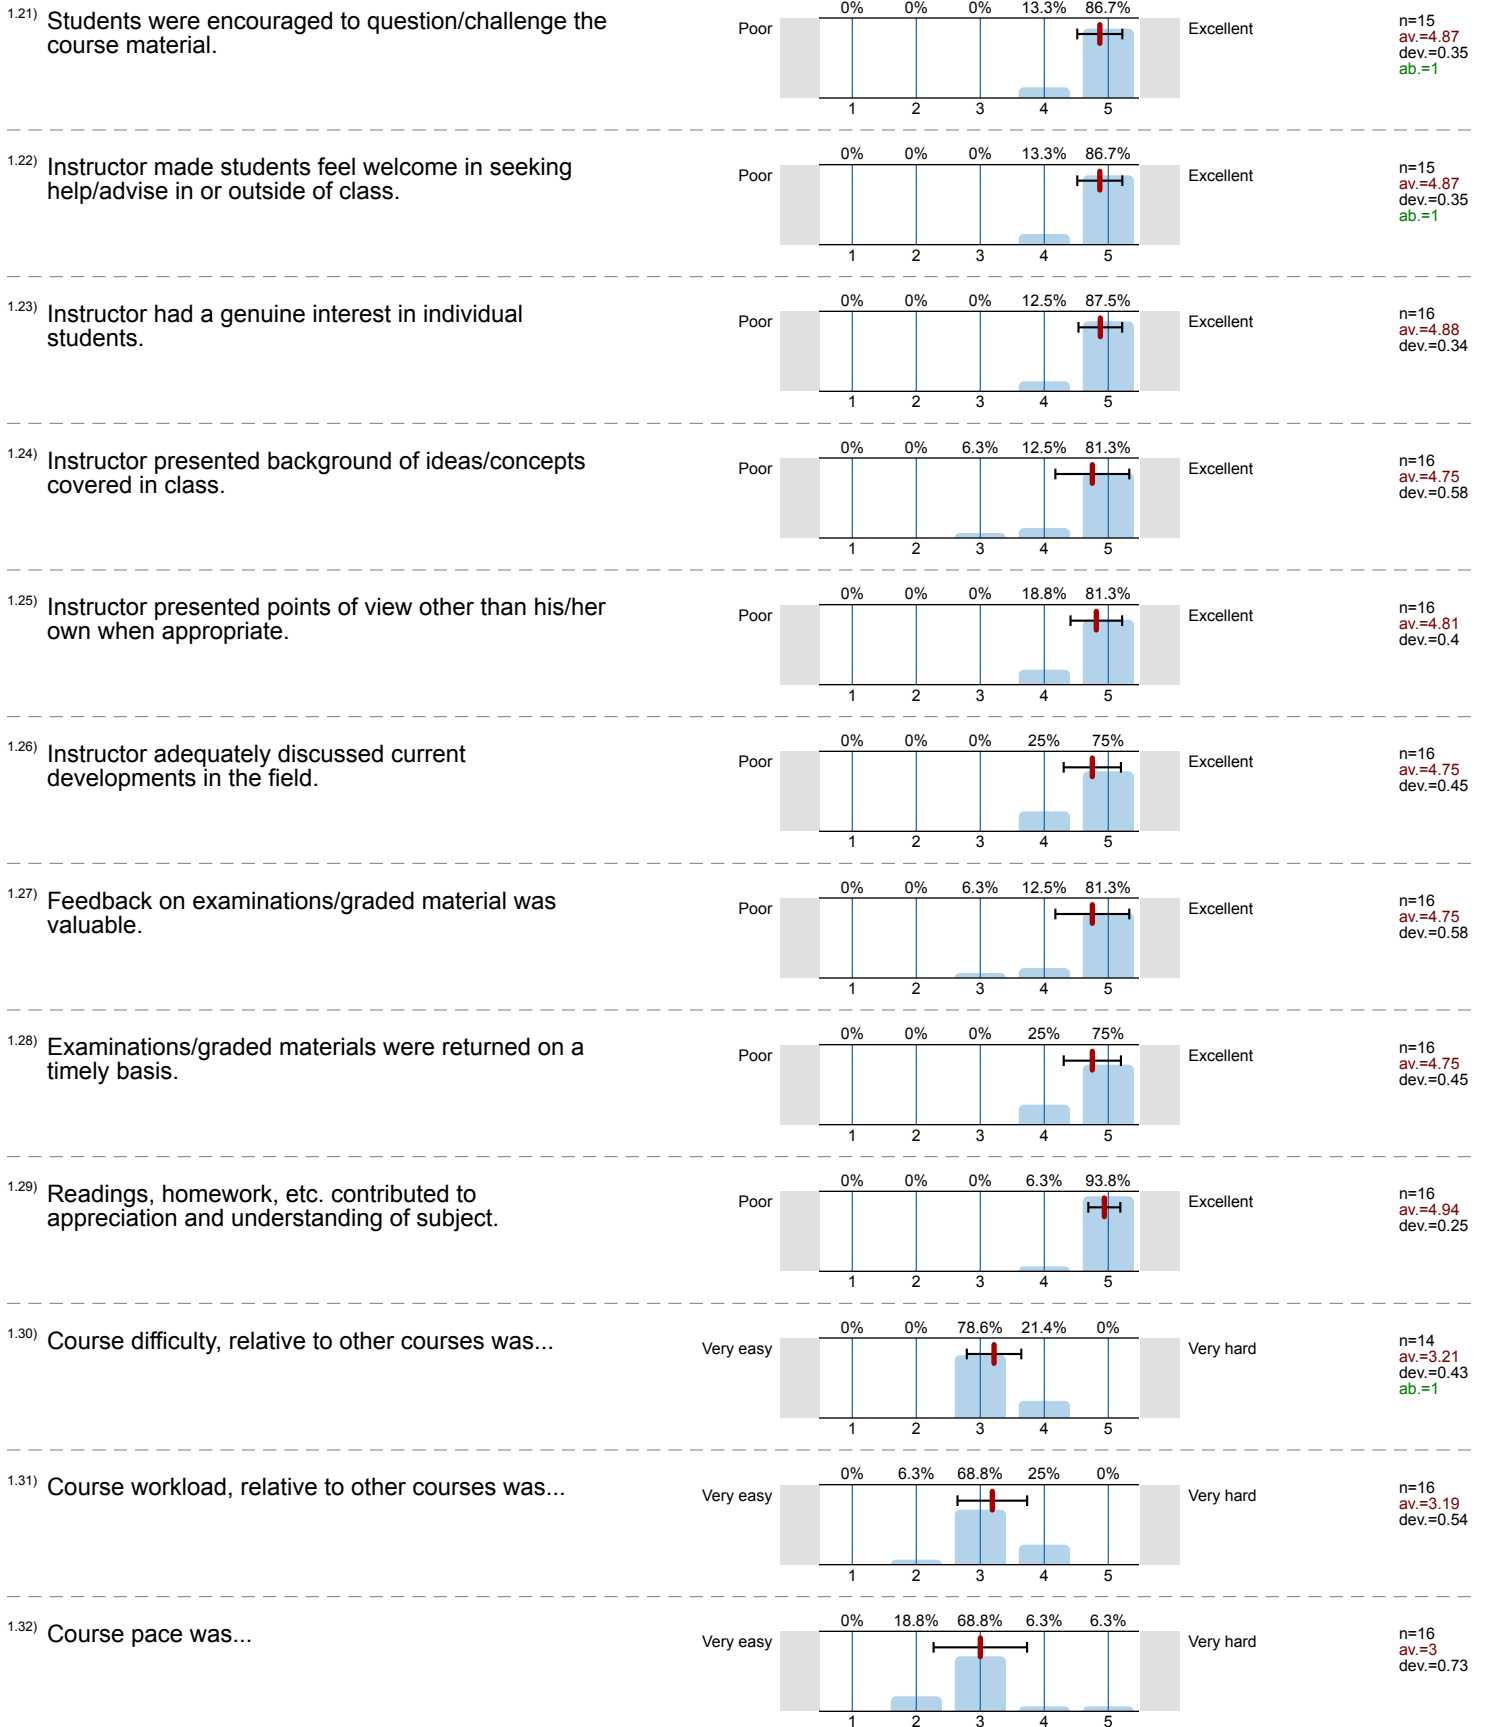 1.21) Students were encouraged to question/challenge the
course material.
0% 0% 0% 13.3% 86.7%
Poor Excellent
1 2 3 4 5
n=15
av.=4.87
dev.=0.35
ab.=1
1.22) Instructor made students feel welcome in seeking
help/advise in or outside of class.
0% 0% 0% 13.3% 86.7%
Poor Excellent
1 2 3 4 5
n=15
av.=4.87
dev.=0.35
ab.=1
1.23) Instructor had a genuine interest in individual
students.
0% 0% 0% 12.5% 87.5%
Poor Excellent
1 2 3 4 5
n=16
av.=4.88
dev.=0.34
1.24) Instructor presented background of ideas/concepts
covered in class.
0% 0% 6.3% 12.5% 81.3%
Poor Excellent
1 2 3 4 5
n=16
av.=4.75
dev.=0.58
1.25) Instructor presented points of view other than his/her
own when appropriate.
0% 0% 0% 18.8% 81.3%
Poor Excellent
1 2 3 4 5
n=16
av.=4.81
dev.=0.4
1.26) Instructor adequately discussed current
developments in the field.
0% 0% 0% 25% 75%
Poor Excellent
1 2 3 4 5
n=16
av.=4.75
dev.=0.45
1.27) Feedback on examinations/graded material was
valuable.
0% 0% 6.3% 12.5% 81.3%
Poor Excellent
1 2 3 4 5
n=16
av.=4.75
dev.=0.58
1.28) Examinations/graded materials were returned on a
timely basis.
0% 0% 0% 25% 75%
Poor Excellent
1 2 3 4 5
n=16
av.=4.75
dev.=0.45
1.29) Readings, homework, etc. contributed to
appreciation and understanding of subject.
0% 0% 0% 6.3% 93.8%
Poor Excellent
1 2 3 4 5
n=16
av.=4.94
dev.=0.25
1.30) Course difficulty, relative to other courses was...
0% 0% 78.6% 21.4% 0%
Very easy Very hard
1 2 3 4 5
n=14
av.=3.21
dev.=0.43
ab.=1
1.31) Course workload, relative to other courses was...
0% 6.3% 68.8% 25% 0%
Very easy Very hard
1 2 3 4 5
n=16
av.=3.19
dev.=0.54
1.32) Course pace was...
0% 18.8% 68.8% 6.3% 6.3%
Very easy Very hard
1 2 3 4 5
n=16
av.=3
dev.=0.73